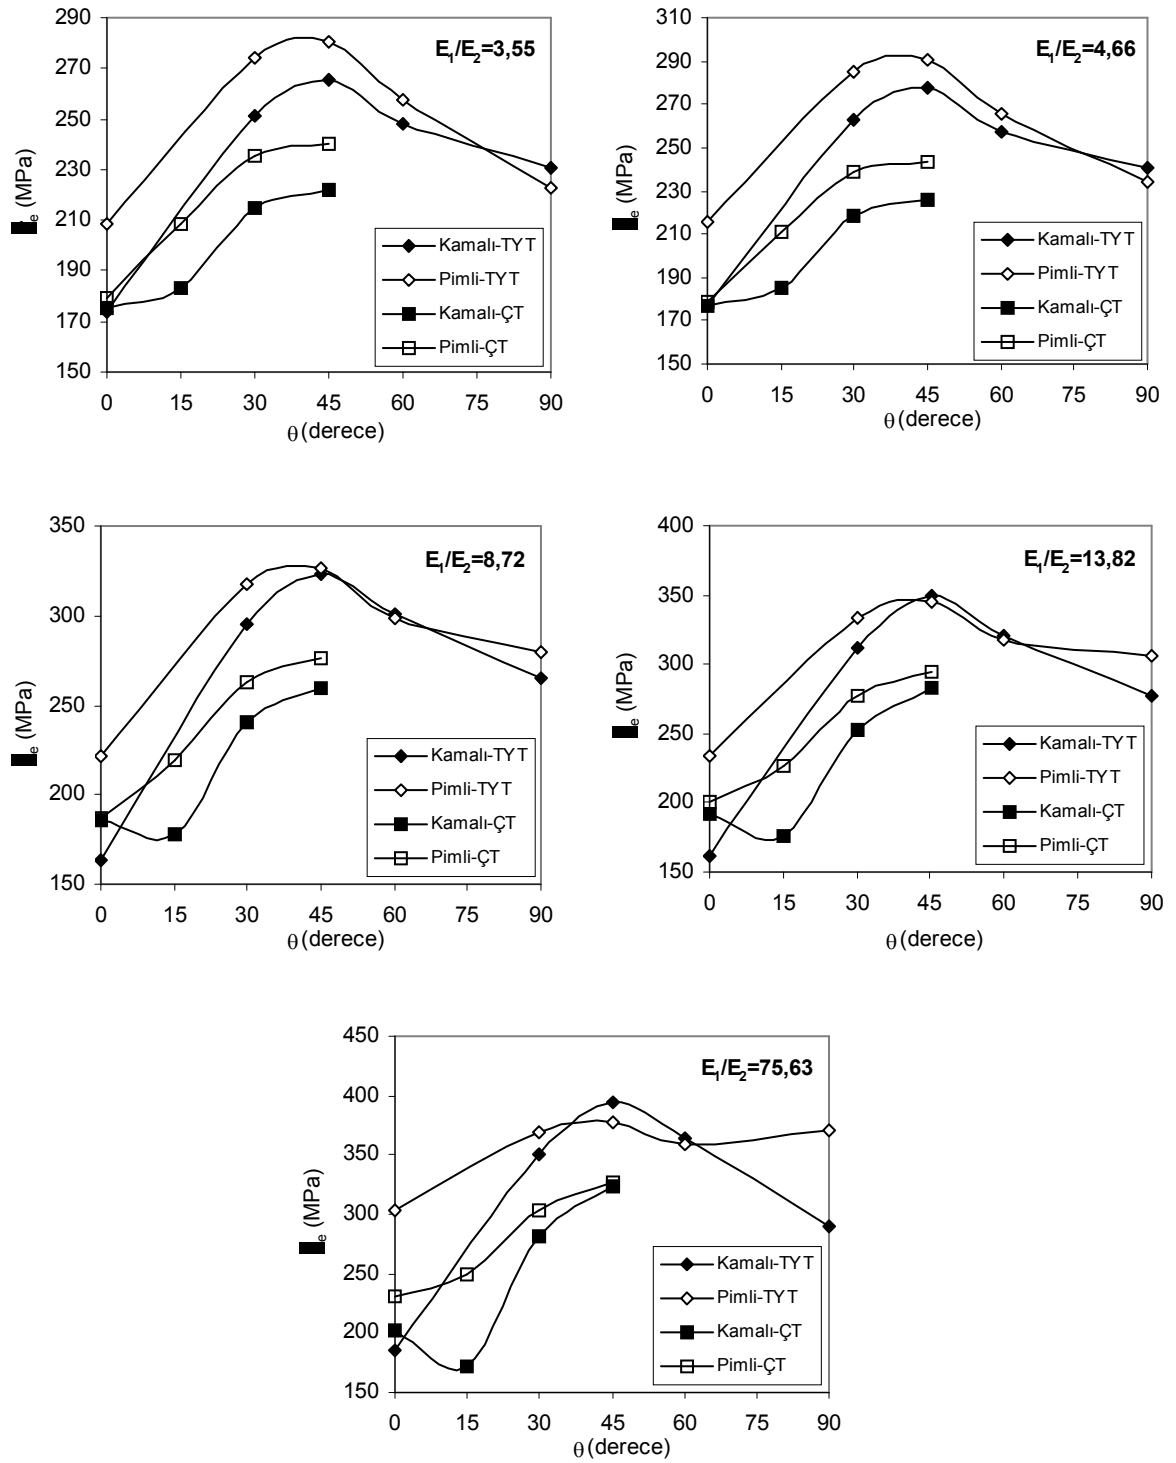 290
270
250
230
210
190
170
150
E1/E2=3,55
e (MPa)
Kamalı-TYT
Pimli-TYT
Kamalı-ÇT
Pimli-ÇT
0 15 30 45 60 75 90
θ (derece)
310
290
270
250
230
210
190
170
150
E1/E2=4,66
e (MPa)
Kamalı-TYT
Pimli-TYT
Kamalı-ÇT
Pimli-ÇT
0 15 30 45 60 75 90
θ (derece)
350
300
250
200
150
E1/E2=8,72
e (MPa)
Kamalı-TYT
Pimli-TYT
Kamalı-ÇT
Pimli-ÇT
0 15 30 45 60 75 90
θ (derece)
400
350
300
250
200
150
E1/E2=13,82
e (MPa)
Kamalı-TYT
Pimli-TYT
Kamalı-ÇT
Pimli-ÇT
0 15 30 45 60 75 90
θ (derece)
450
400
350
300
250
200
150
E1/E2=75,63
e (MPa)
Kamalı-TYT
Pimli-TYT
Kamalı-ÇT
Pimli-ÇT
0 15 30 45 60 75 90
θ (derece)